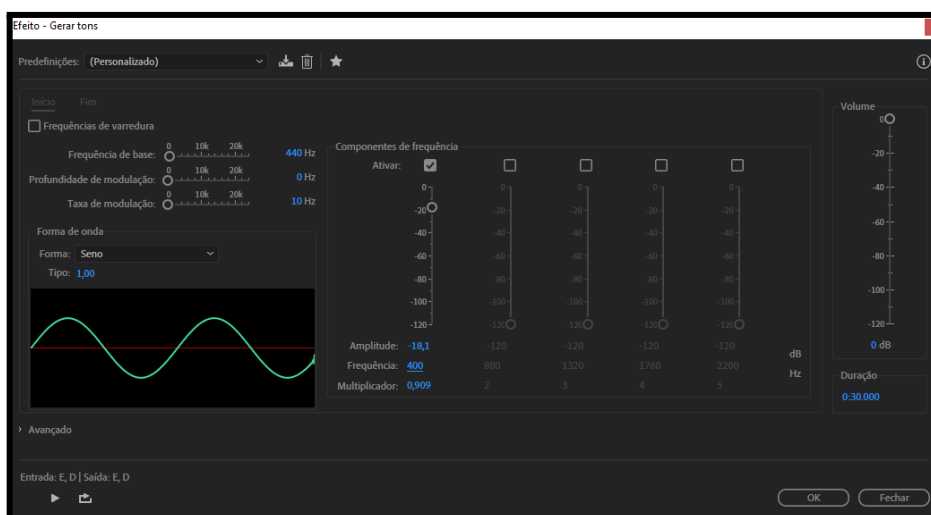 Efeito - Gerar tons
Predefinições: (Personalizado)
Início Fim
Frequências de varredura
Frequência de base: 0 10k 20k 440 Hz
Profundidade de modulação: 0 10k 20k 0 Hz
Taxa de modulação: 0 10k 20k 10 Hz
Forma de onda
Forma: Seno
Tipo: 1,00
Componentes de frequência
Ativar:
0 0 0 0 0
-20 -20 -20 -20 -20
-40 -40 -40 -40 -40
-60 -60 -60 -60 -60
-80 -80 -80 -80 -80
-100 -100 -100 -100 -100
-120 -120 -120 -120 -120
Amplitude: -18,1 -120 -120 -120 -120 dB
Frequência: 400 880 1320 1760 2200 Hz
Multiplicador: 0,909 2 3 4 5
Volume
0
-20
-40
-60
-80
-100
-120
0 dB
Duração
0:30.000
Avançado
Entrada: E, D | Saída: E, D
OK Fechar